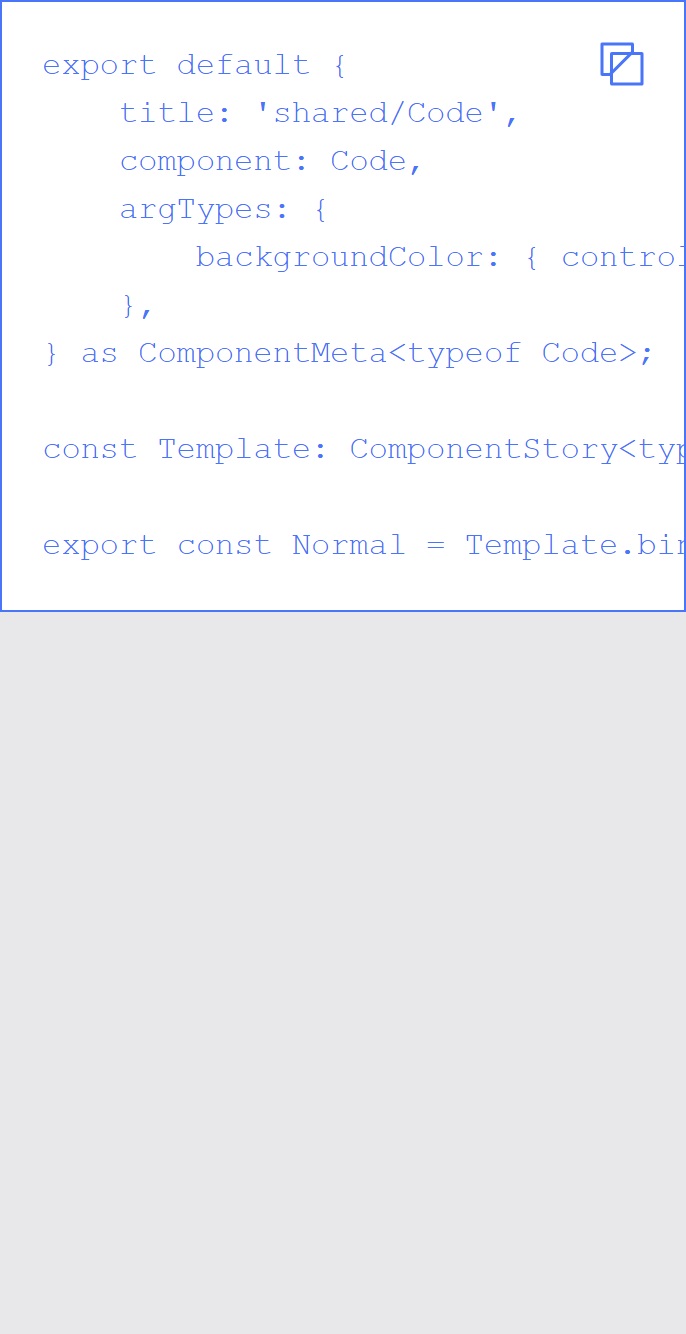 export default {
    title: 'shared/Code',
    component: Code,
    argTypes: {
        backgroundColor: { control
    },
} as ComponentMeta<typeof Code>;
const Template: ComponentStory<typ
export const Normal = Template.bin